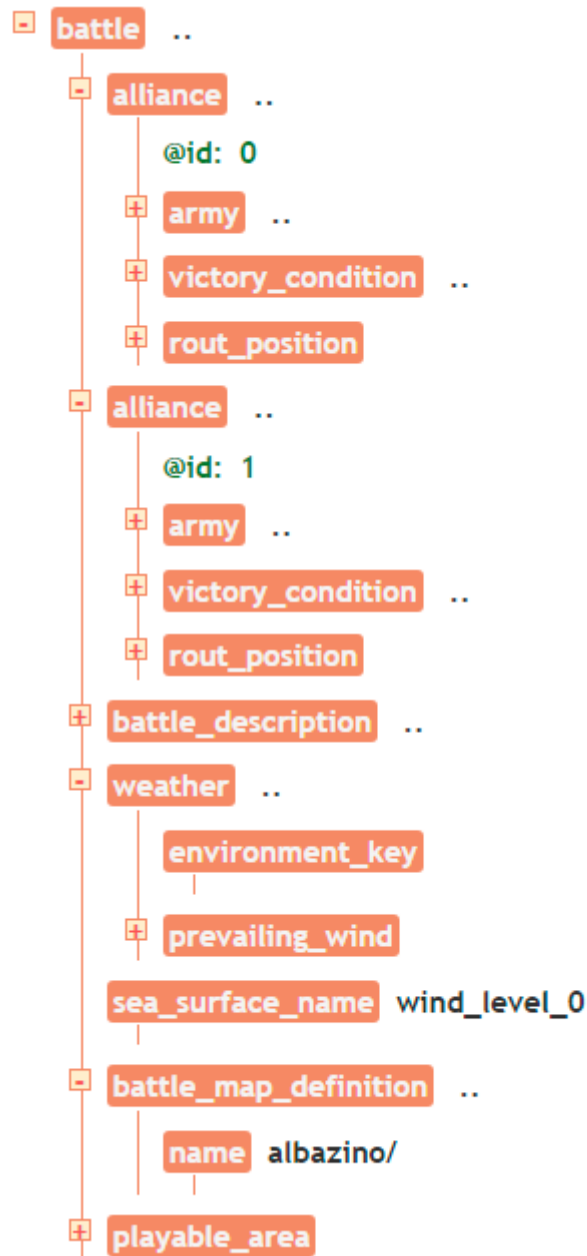 - battle ..
- alliance ..
@id: 0
+ army ..
+ victory_condition ..
+ rout_position
- alliance ..
@id: 1
+ army ..
+ victory_condition ..
+ rout_position
+ battle_description ..
- weather ..
environment_key
+ prevailing_wind
sea_surface_name wind_level_0
- battle_map_definition ..
name albazino/
+ playable_area